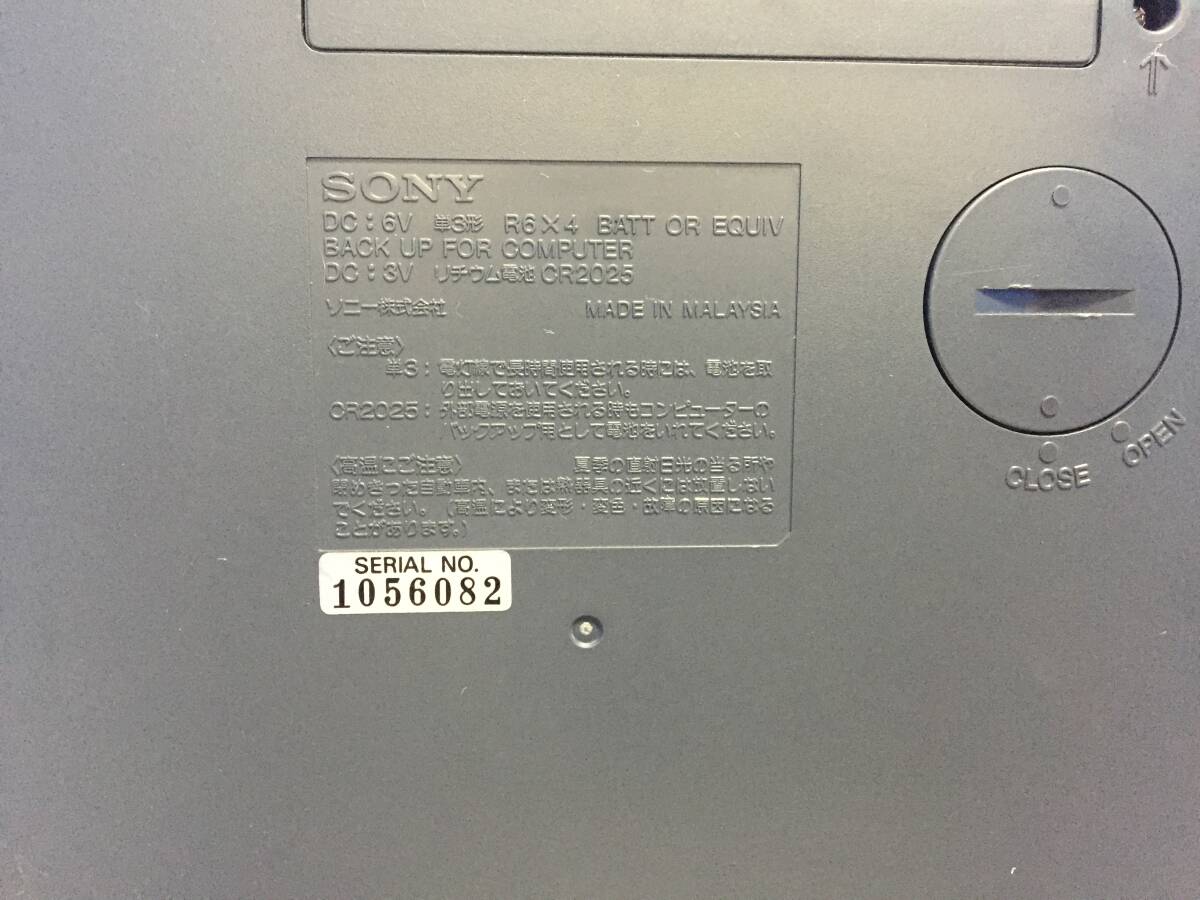 SONY
DC : 6V 単3形 R6×4 BATT OR EQUIV
BACK UP FOR COMPUTER
DC : 3V リチウム電池 CR2025
ソニー株式会社 MADE IN MALAYSIA
〈ご注意〉
単3 : 電灯線で長時間使用される時には、電池を取
り出しておいてください。
CR2025 : 外部電源を使用される時もコンピューターの
バックアップ用として電池をいれてください。
〈高温にご注意〉 夏季の直射日光の当る所や
閉めきった自動車内、または熱器具の近くには放置しない
でください。(高温により変形・変色・故障の原因になる
ことがあります。)
SERIAL NO.
1056082
CLOSE
OPEN